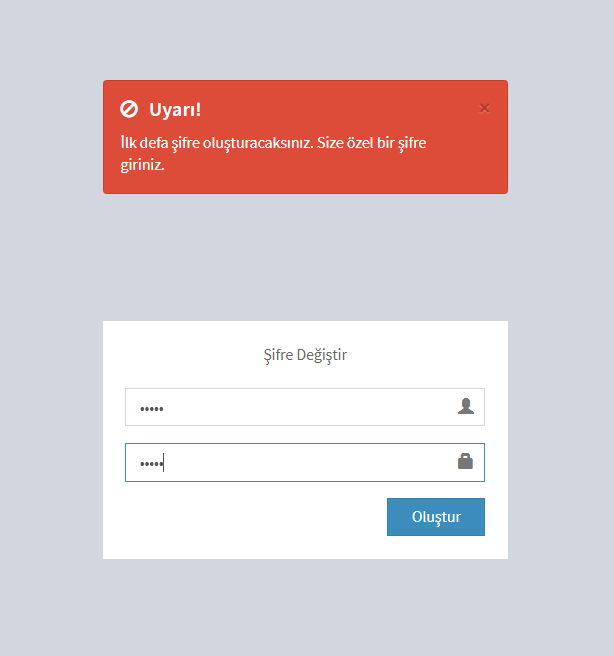 Uyarı!
×
İlk defa şifre oluşturacaksınız. Size özel bir şifre
giriniz.
Şifre Değiştir
•••••
•••••
Oluştur